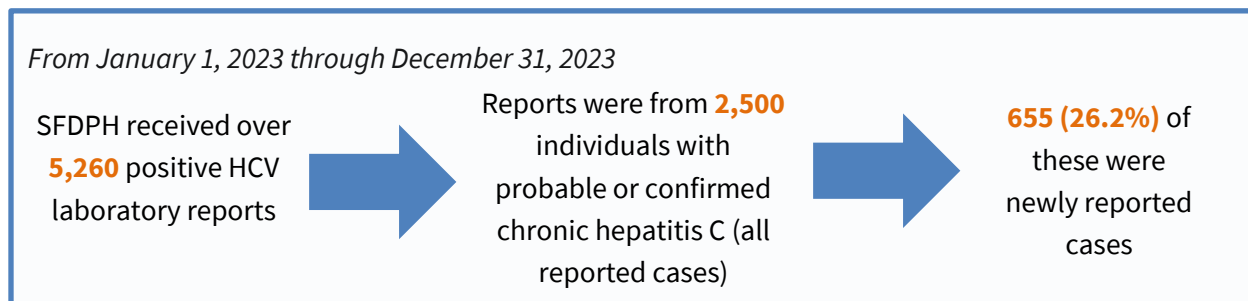 From January 1, 2023 through December 31, 2023
SFDPH received over
5,260 positive HCV
laboratory reports
Reports were from 2,500
individuals with
probable or confirmed
chronic hepatitis C (all
reported cases)
655 (26.2%) of
these were
newly reported
cases